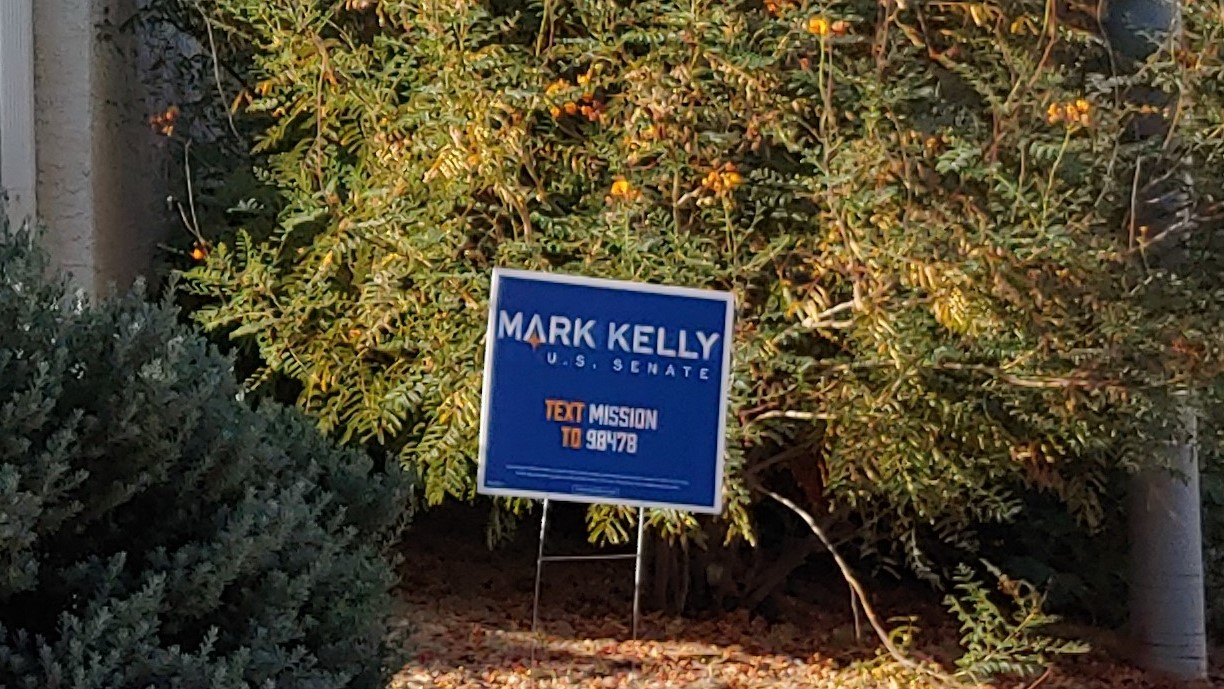 MARK KELLY
U.S. SENATE
TEXT MISSION
TO 98478